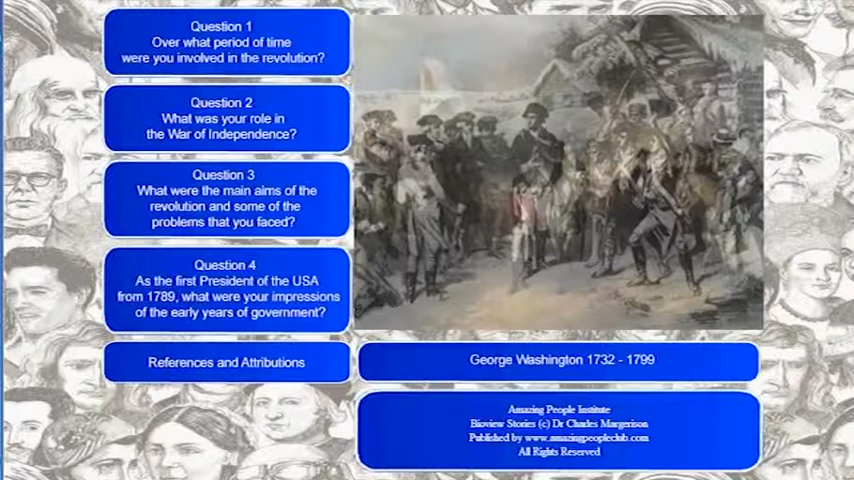 Question 1
Over what period of time
were you involved in the revolution?
Question 2
What was your role in
the War of Independence?
Question 3
What were the main aims of the
revolution and some of the
problems that you faced?
Question 4
As the first President of the USA
from 1789, what were your impressions
of the early years of government?
References and Attributions
George Washington 1732 - 1799
Amazing People Institute
Bioview Stories (c) Dr Charles Margerison
Published by www.amazingpeopleclub.com
All Rights Reserved